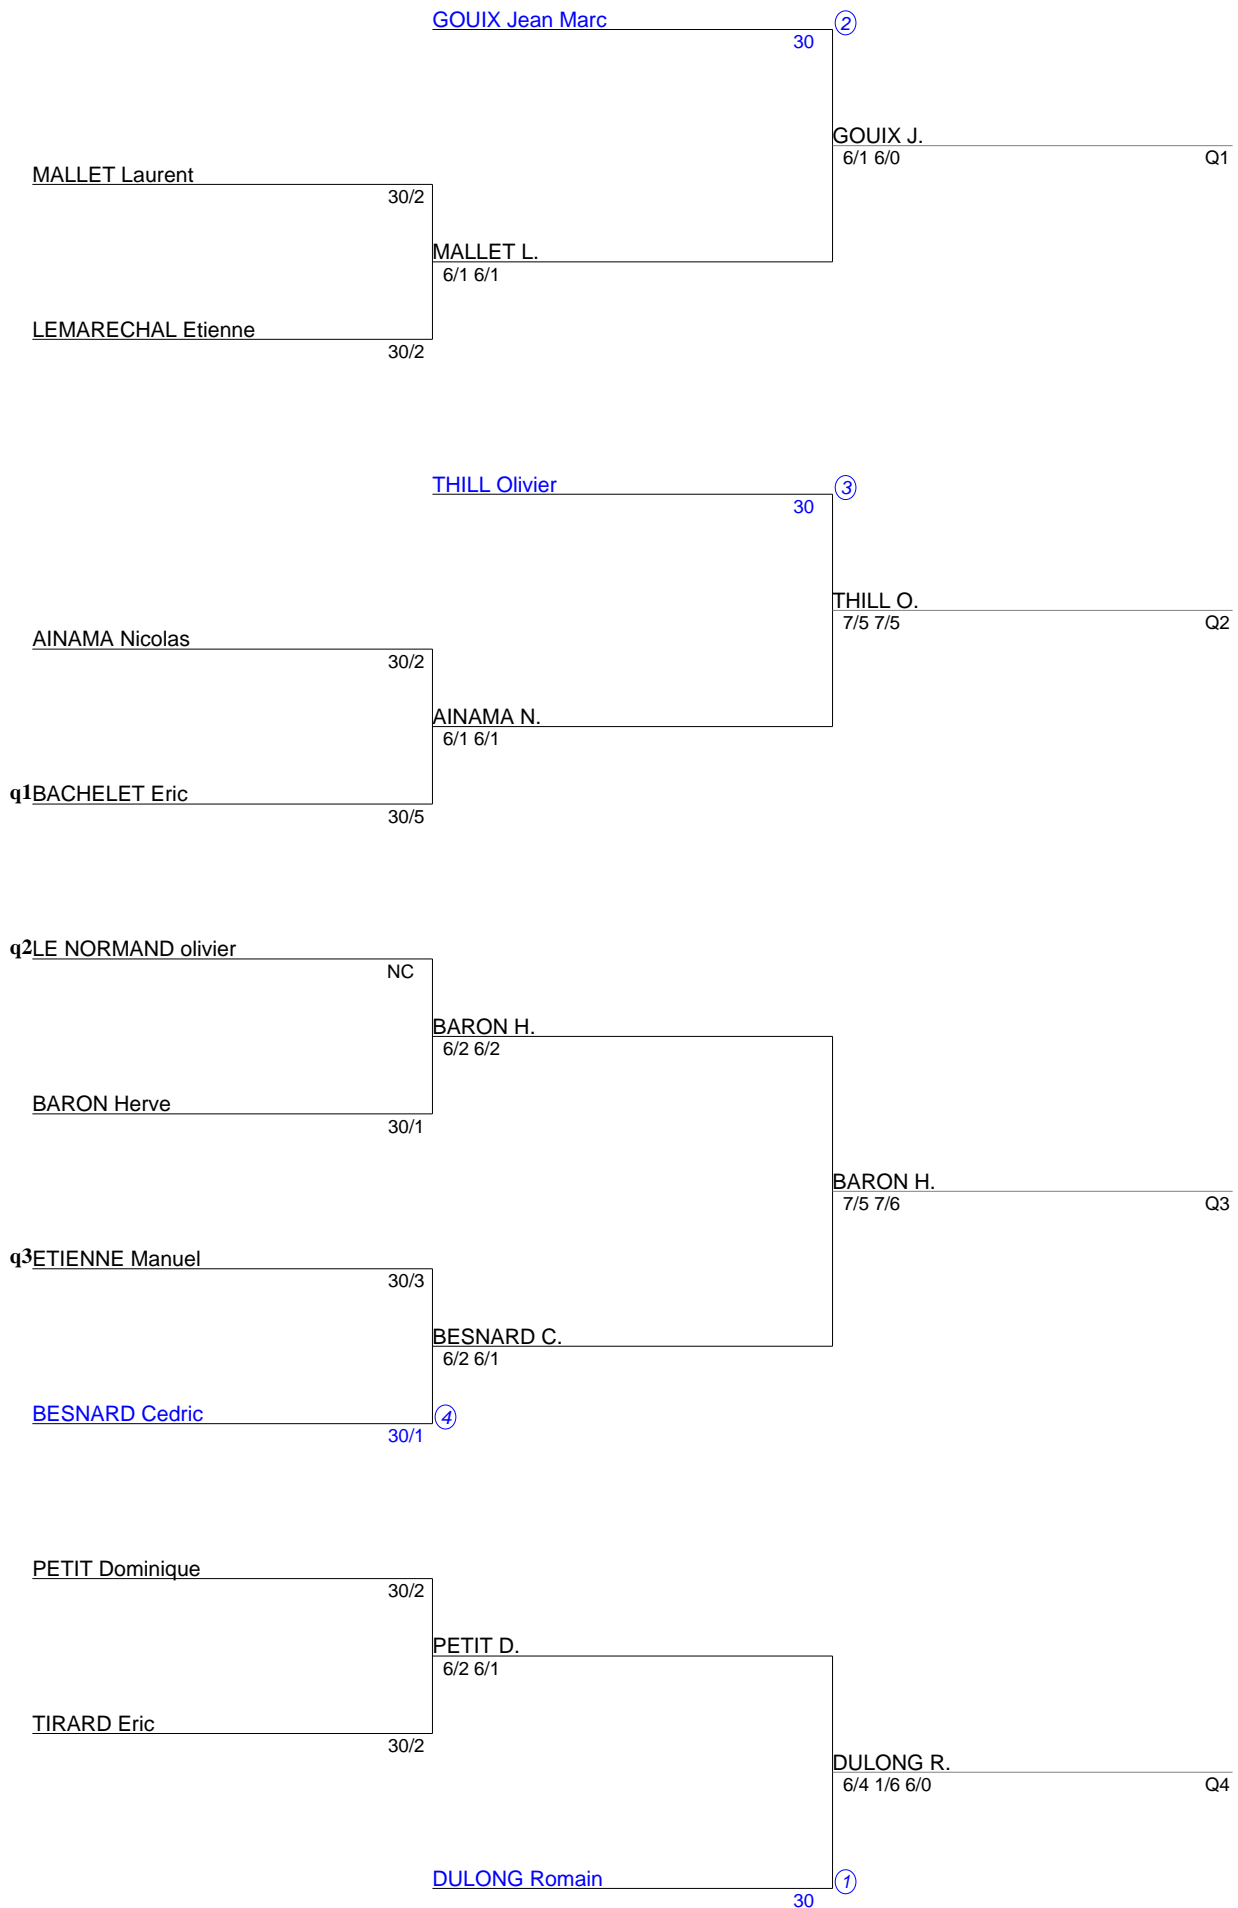 GOUIX Jean Marc
2
30
GOUIX J.
6/1 6/0
Q1
MALLET Laurent
30/2
MALLET L.
6/1 6/1
LEMARECHAL Etienne
30/2
THILL Olivier
3
30
THILL O.
7/5 7/5
Q2
AINAMA Nicolas
30/2
AINAMA N.
6/1 6/1
q1BACHELET Eric
30/5
q2LE NORMAND olivier
NC
BARON H.
6/2 6/2
BARON Herve
30/1
BARON H.
7/5 7/6
Q3
q3ETIENNE Manuel
30/3
BESNARD C.
6/2 6/1
BESNARD Cedric
4
30/1
PETIT Dominique
30/2
PETIT D.
6/2 6/1
TIRARD Eric
30/2
DULONG R.
6/4 1/6 6/0
Q4
DULONG Romain
1
30